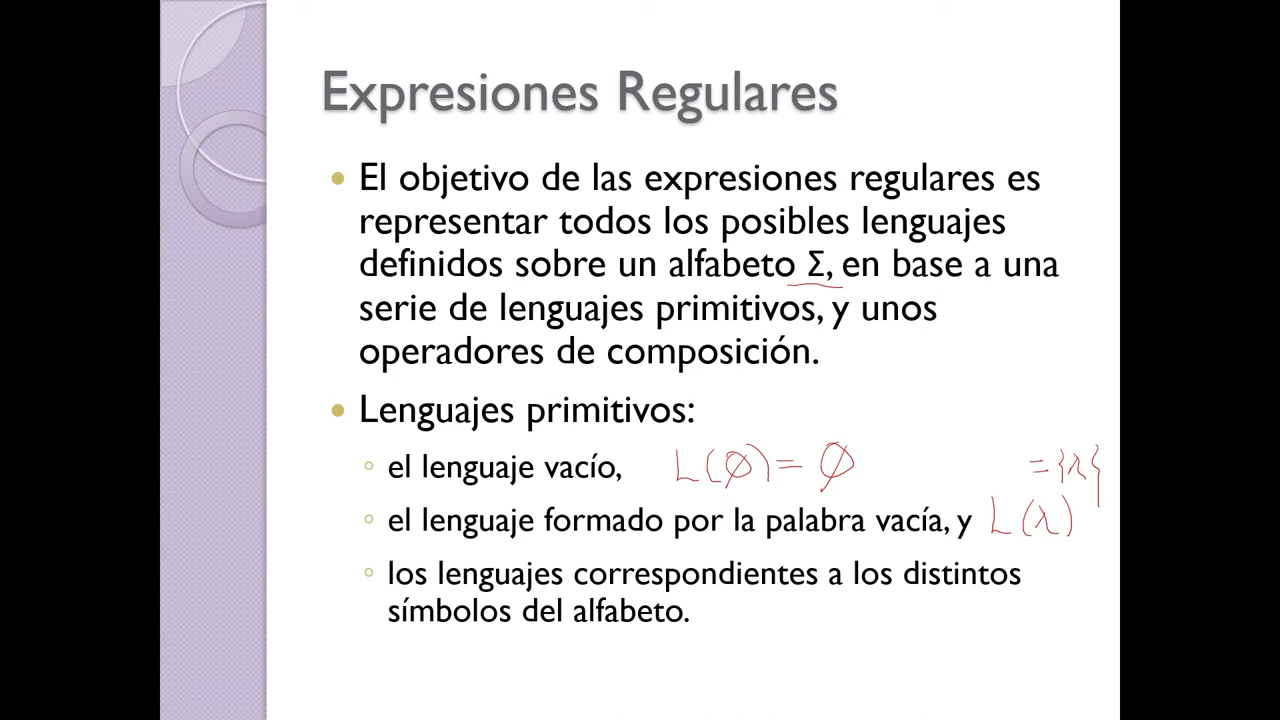 Expresiones Regulares
El objetivo de las expresiones regulares es
representar todos los posibles lenguajes
definidos sobre un alfabeto Σ, en base a una
serie de lenguajes primitivos, y unos
operadores de composición.
Lenguajes primitivos:
el lenguaje vacío, L(∅) = ∅
= {λ}
el lenguaje formado por la palabra vacía, y L(λ)
los lenguajes correspondientes a los distintos
símbolos del alfabeto.